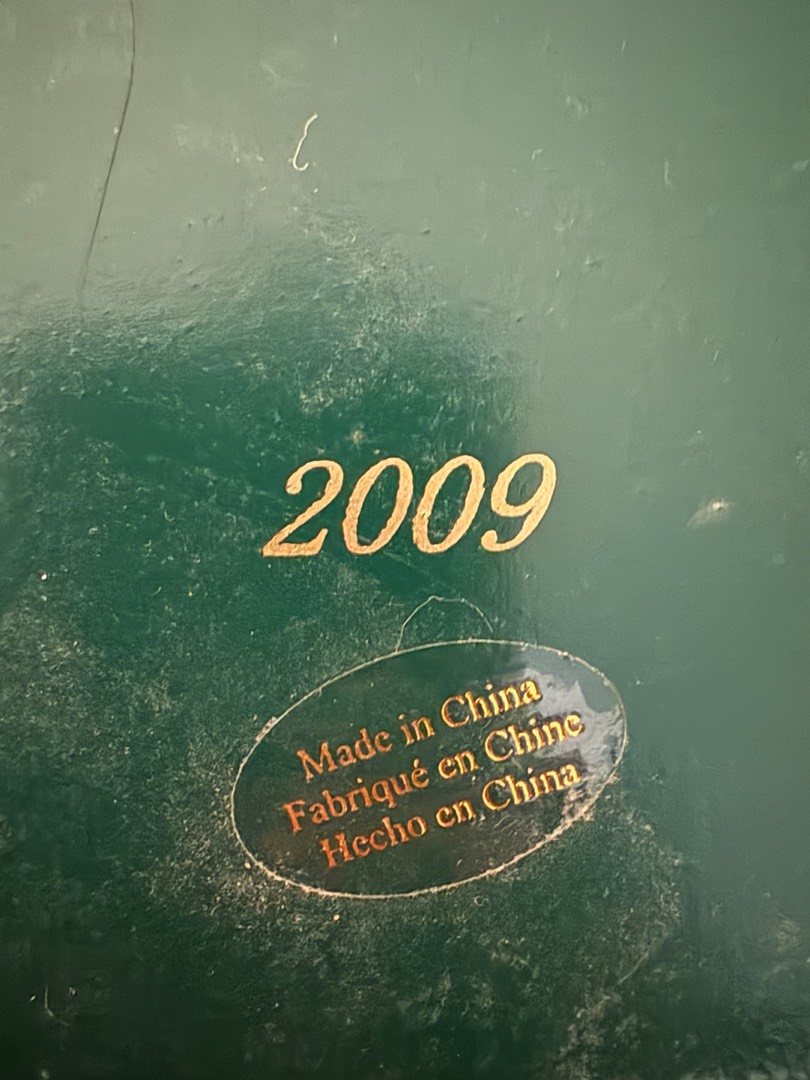 2009
Made in China
Fabriqué en Chine
Hecho en China